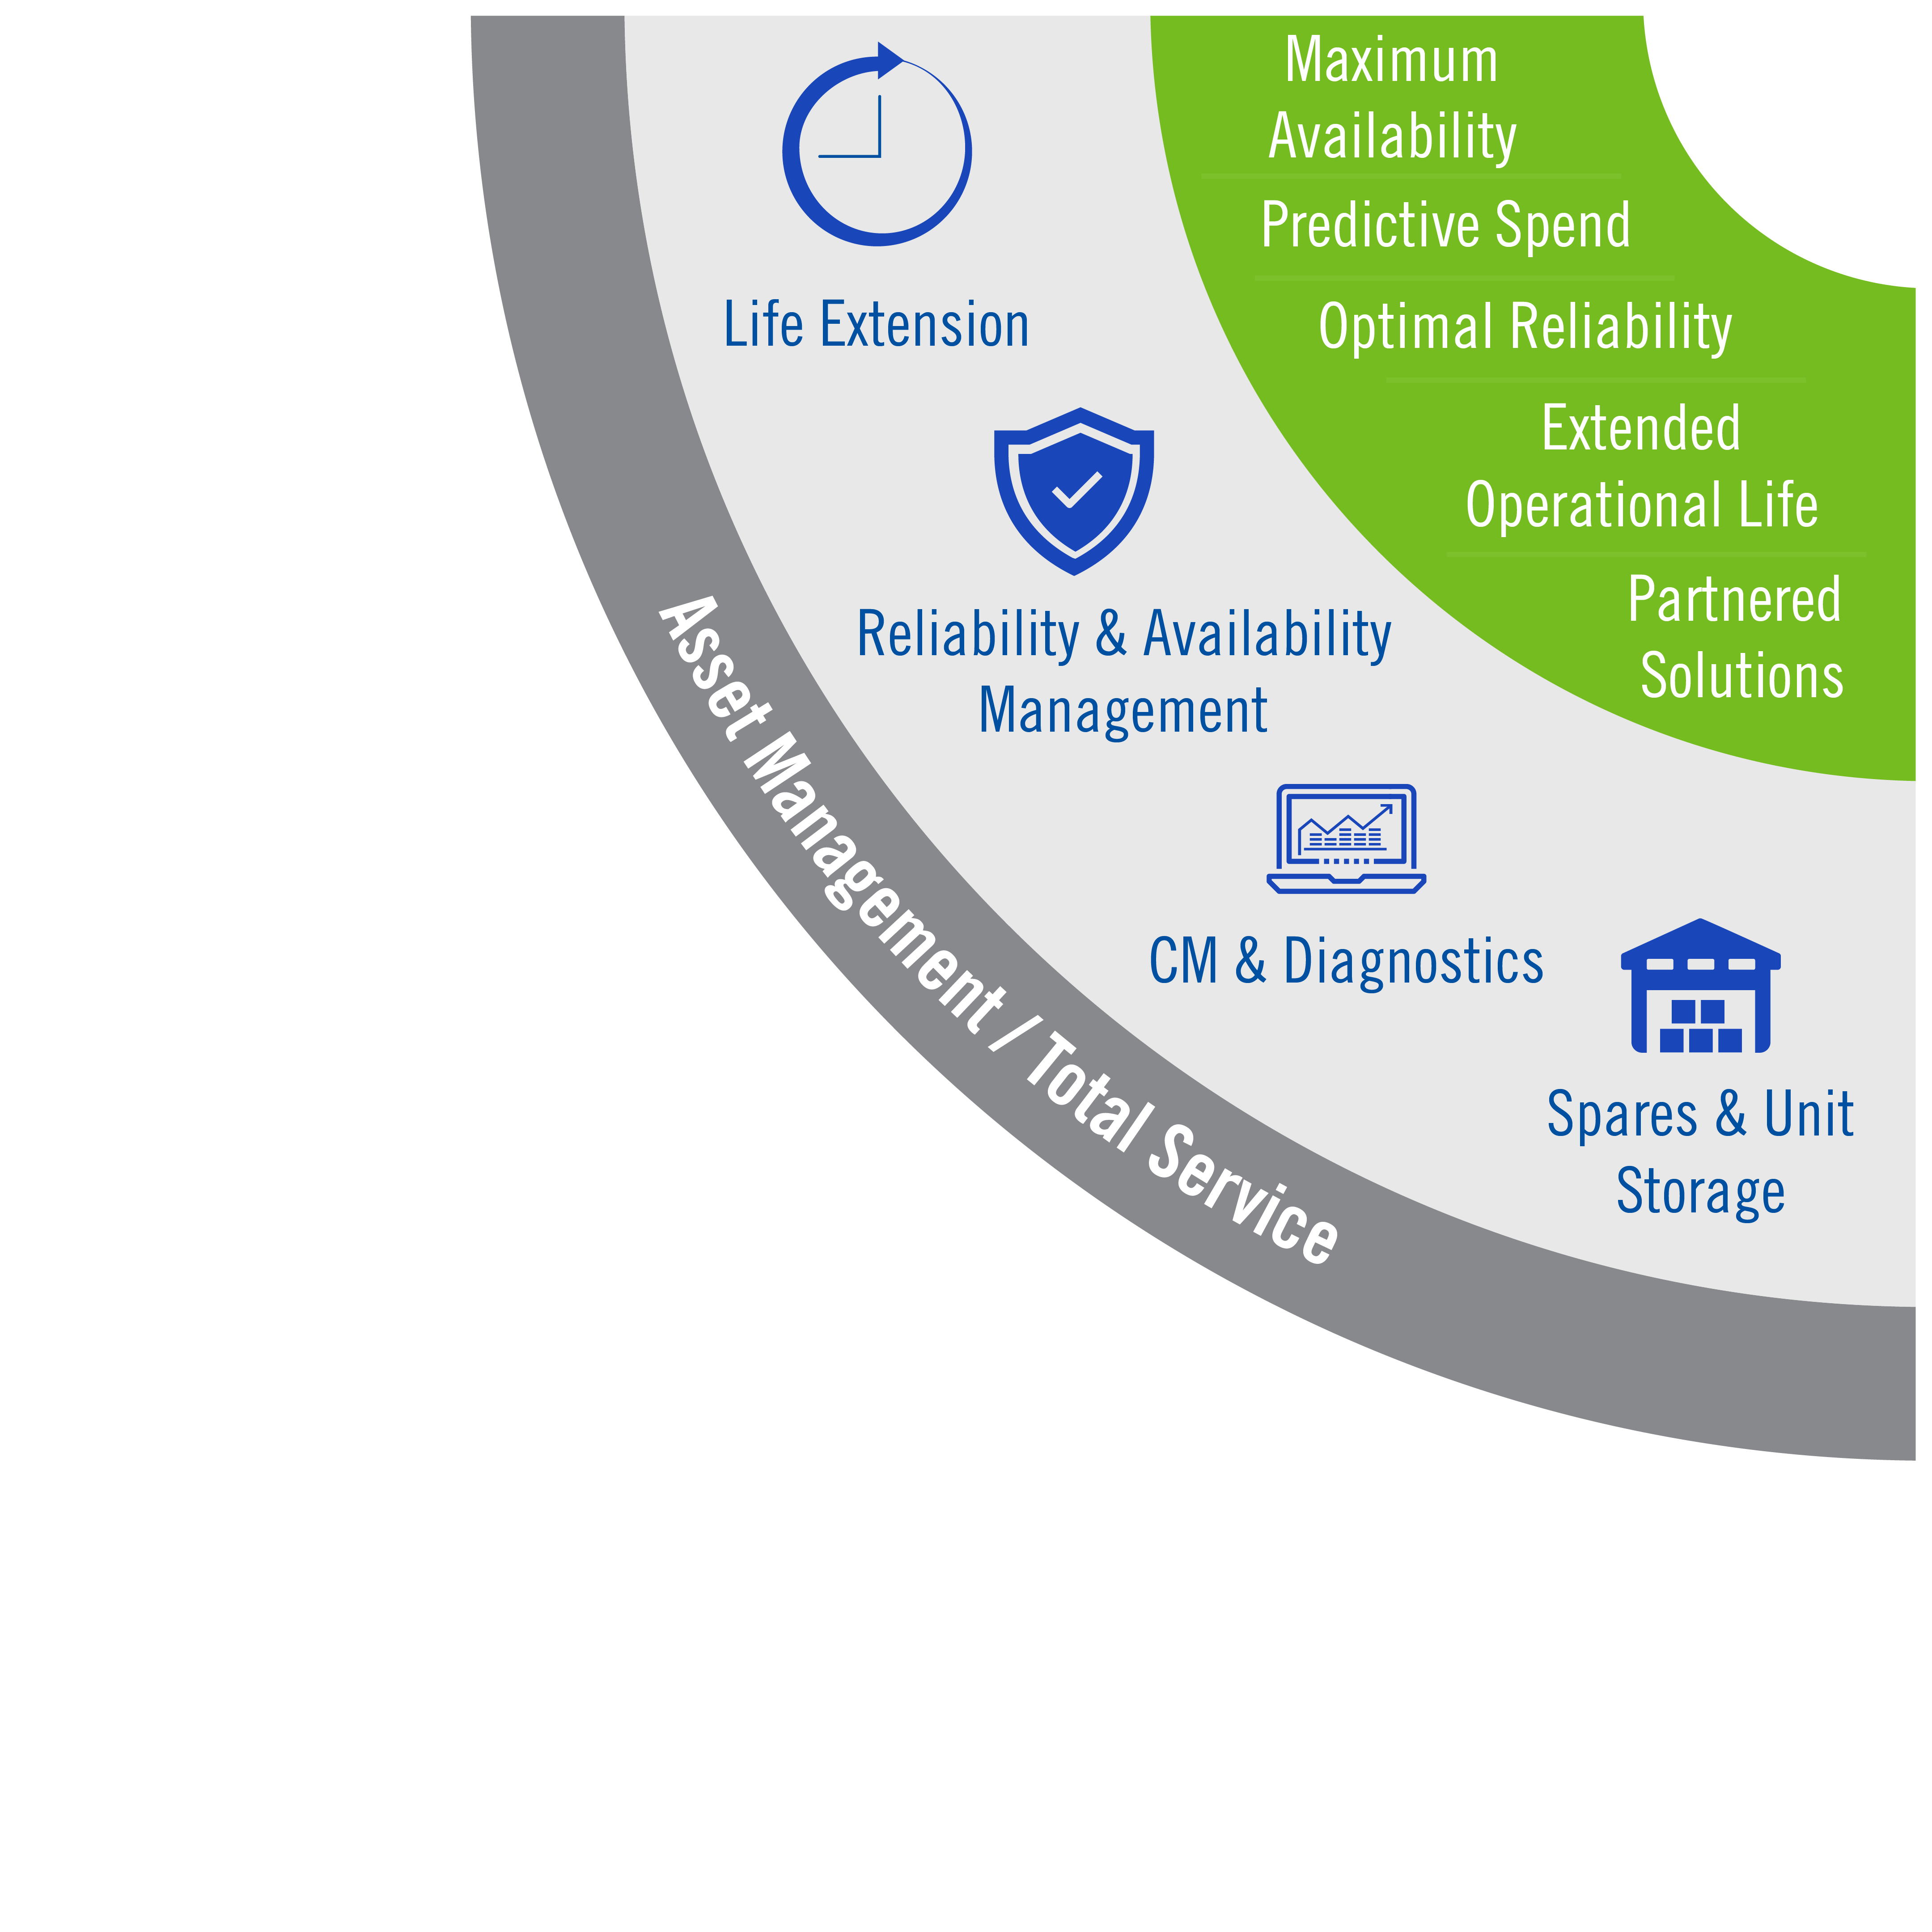 Maximum
Availability
Predictive Spend
Optimal Reliability
Extended
Operational Life
Partnered
Solutions
Life Extension
Reliability & Availability
Management
CM & Diagnostics
Spares & Unit
Storage
Asset Management / Total Service